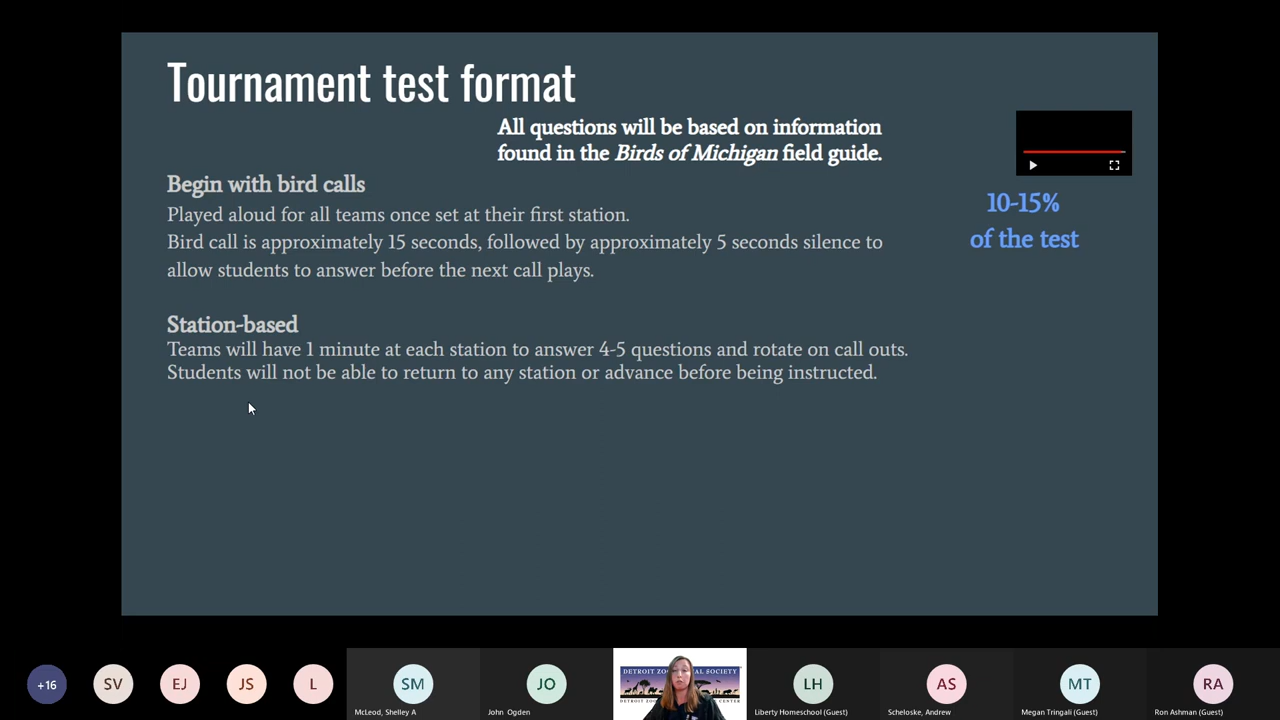 Tournament test format
All questions will be based on information
found in the Birds of Michigan field guide.
Begin with bird calls
Played aloud for all teams once set at their first station.
Bird call is approximately 15 seconds, followed by approximately 5 seconds silence to
allow students to answer before the next call plays.
10-15%
of the test
Station-based
Teams will have 1 minute at each station to answer 4-5 questions and rotate on call outs.
Students will not be able to return to any station or advance before being instructed.
+16
SV
EJ
JS
L
SM
McLeod, Shelley A
JO
John Ogden
DETROIT ZOO
AL SOCIETY
LH
Liberty Homeschool (Guest)
AS
Scheloske, Andrew
MT
Megan Tringali (Guest)
RA
Ron Ashman (Guest)